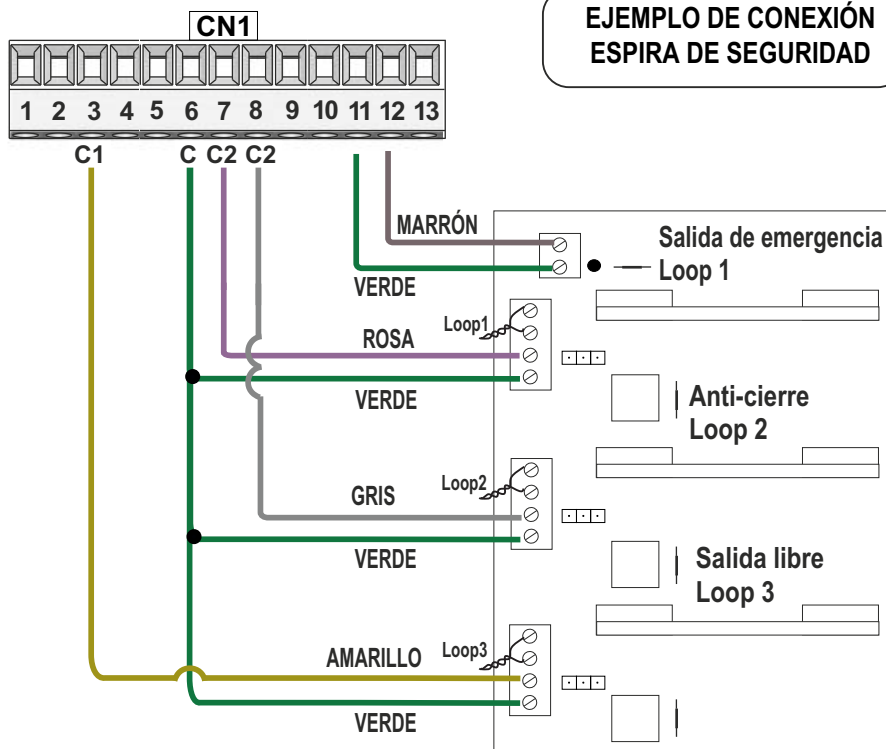 EJEMPLO DE CONEXIÓN
ESPIRA DE SEGURIDAD
CN1
1 2 3 4 5 6 7 8 9 10 11 12 13
C1 C C2 C2
MARRÓN
Salida de emergencia
Loop 1
VERDE
Loop1
ROSA
VERDE
Anti-cierre
Loop 2
Loop2
GRIS
VERDE
Salida libre
Loop 3
Loop3
AMARILLO
VERDE